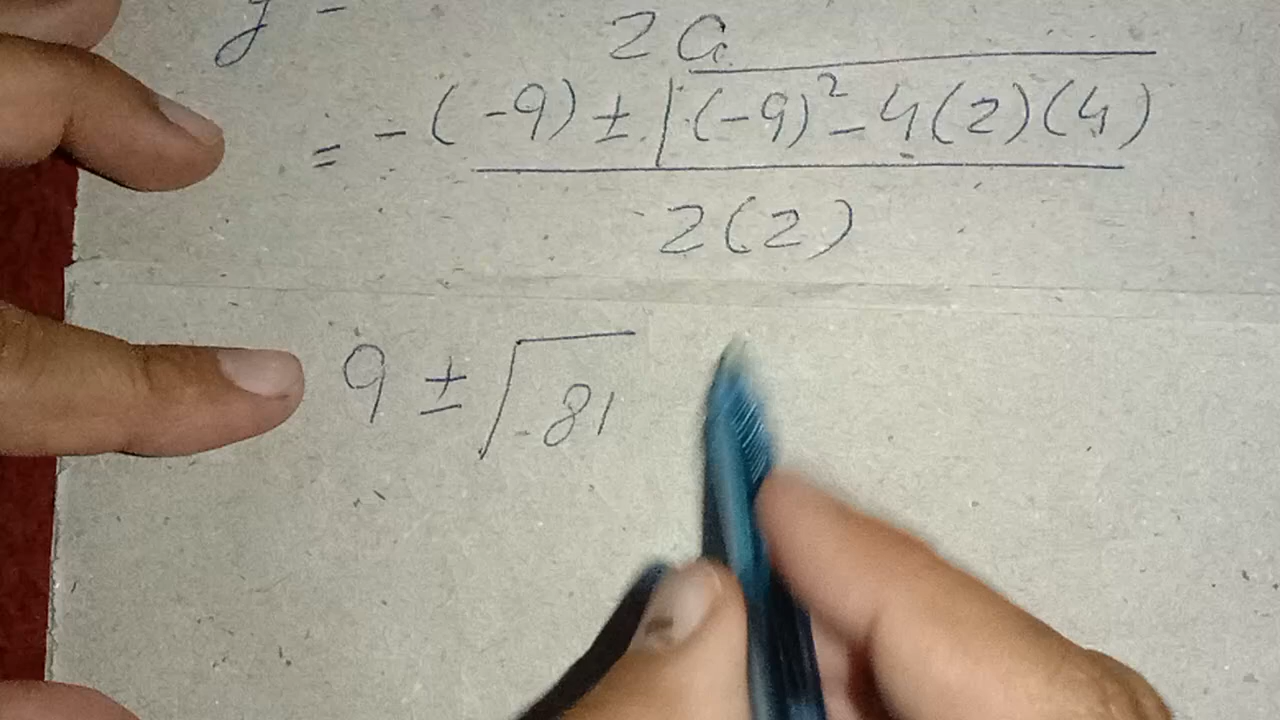 y =
2a
= -(-9) ± √(-9)² - 4(2)(4)
2(2)
9 ± √81